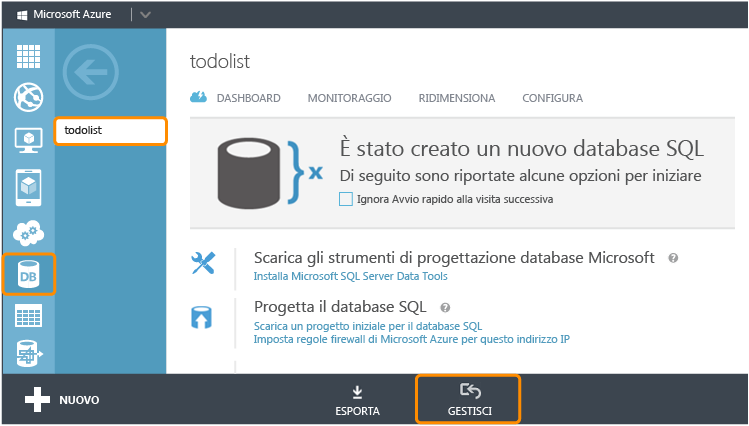 Microsoft Azure
todolist
todolist
DASHBOARD MONITORAGGIO RIDIMENSIONA CONFIGURA
x
È stato creato un nuovo database SQL
Di seguito sono riportate alcune opzioni per iniziare
Ignora Avvio rapido alla visita successiva
Scarica gli strumenti di progettazione database Microsoft ?
Installa Microsoft SQL Server Data Tools
DB
Progetta il database SQL ?
Scarica un progetto iniziale per il database SQL
Imposta regole firewall di Microsoft Azure per questo indirizzo IP
NUOVO
ESPORTA
GESTISCI